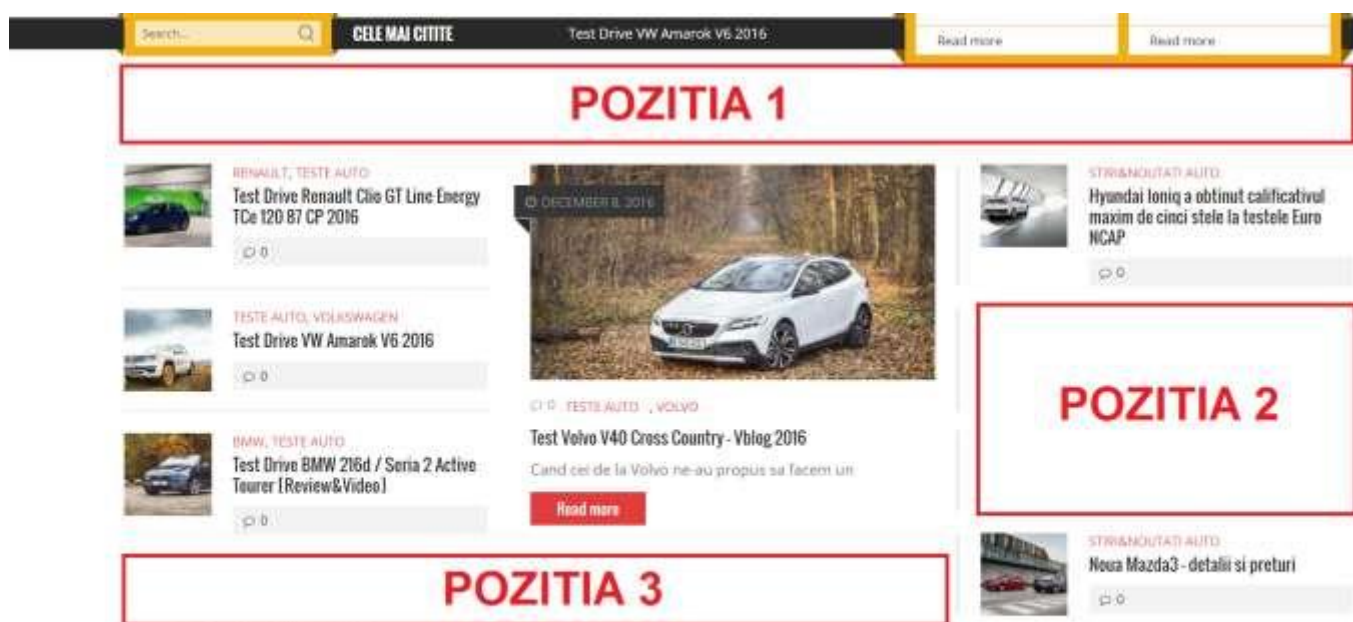 Search...
CELE MAI CITITE
Test Drive VW Amarok V6 2016
Read more
Read more
POZITIA 1
RENAULT, TESTE AUTO
Test Drive Renault Clio GT Line Energy
TCe 120 87 CP 2016
0
TESTE AUTO, VOLKSWAGEN
Test Drive VW Amarok V6 2016
0
BMW, TESTE AUTO
Test Drive BMW 216d / Seria 2 Active
Tourer [Review&Video]
0
DECEMBER 8, 2016
0 TESTE AUTO , VOLVO
Test Volvo V40 Cross Country - Vblog 2016
Cand cei de la Volvo ne-au propus sa facem un
Read more
STIRI&NOUTATI AUTO
Hyundai Ioniq a obtinut calificativul
maxim de cinci stele la testele Euro
NCAP
0
POZITIA 2
STIRI&NOUTATI AUTO
Noua Mazda3 - detalii si preturi
0
POZITIA 3